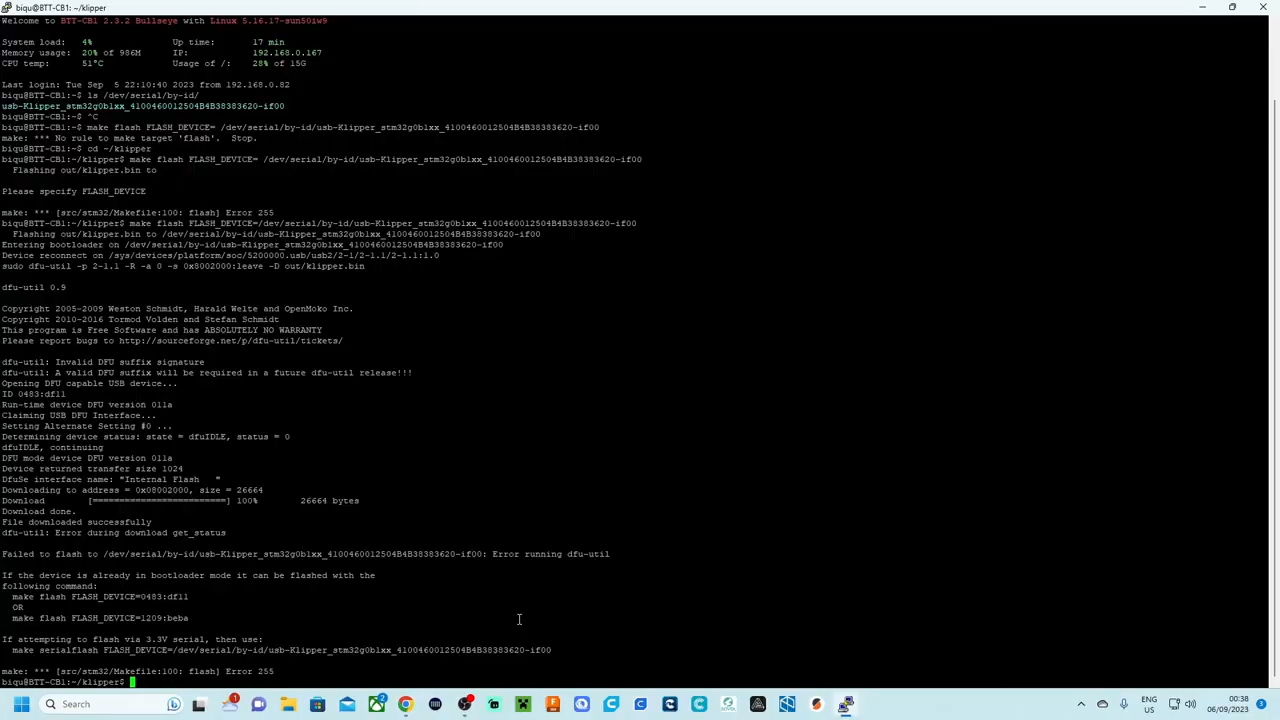 biqu@BTT-CB1: ~/klipper
Welcome to BTT-CB1 2.3.2 Bullseye with Linux 5.16.17-sun50iw9
System load: 4% Up time: 17 min
Memory usage: 20% of 986M IP: 192.168.0.167
CPU temp: 51°C Usage of /: 28% of 15G
Last login: Tue Sep 5 22:10:40 2023 from 192.168.0.82
biqu@BTT-CB1:~$ ls /dev/serial/by-id/
usb-Klipper_stm32g0b1xx_4100460012504B4B38383620-if00
biqu@BTT-CB1:~$ ^C
biqu@BTT-CB1:~$ make flash FLASH_DEVICE= /dev/serial/by-id/usb-Klipper_stm32g0b1xx_4100460012504B4B38383620-if00
make: *** No rule to make target 'flash'. Stop.
biqu@BTT-CB1:~$ cd ~/klipper
biqu@BTT-CB1:~/klipper$ make flash FLASH_DEVICE= /dev/serial/by-id/usb-Klipper_stm32g0b1xx_4100460012504B4B38383620-if00
Flashing out/klipper.bin to
Please specify FLASH_DEVICE
make: *** [src/stm32/Makefile:100: flash] Error 255
biqu@BTT-CB1:~/klipper$ make flash FLASH_DEVICE=/dev/serial/by-id/usb-Klipper_stm32g0b1xx_4100460012504B4B38383620-if00
Flashing out/klipper.bin to /dev/serial/by-id/usb-Klipper_stm32g0b1xx_4100460012504B4B38383620-if00
Entering bootloader on /dev/serial/by-id/usb-Klipper_stm32g0b1xx_4100460012504B4B38383620-if00
Device reconnect on /sys/devices/platform/soc/5200000.usb/usb2/2-1/2-1.1/2-1.1:1.0
sudo dfu-util -p 2-1.1 -R -a 0 -s 0x8002000:leave -D out/klipper.bin
dfu-util 0.9
Copyright 2005-2009 Weston Schmidt, Harald Welte and OpenMoko Inc.
Copyright 2010-2016 Tormod Volden and Stefan Schmidt
This program is Free Software and has ABSOLUTELY NO WARRANTY
Please report bugs to http://sourceforge.net/p/dfu-util/tickets/
dfu-util: Invalid DFU suffix signature
dfu-util: A valid DFU suffix will be required in a future dfu-util release!!!
Opening DFU capable USB device...
ID 0483:df11
Run-time device DFU version 011a
Claiming USB DFU Interface...
Setting Alternate Setting #0 ...
Determining device status: state = dfuIDLE, status = 0
dfuIDLE, continuing
DFU mode device DFU version 011a
Device returned transfer size 1024
DfuSe interface name: "Internal Flash "
Downloading to address = 0x08002000, size = 26664
Download [=========================] 100% 26664 bytes
Download done.
File downloaded successfully
dfu-util: Error during download get_status
Failed to flash to /dev/serial/by-id/usb-Klipper_stm32g0b1xx_4100460012504B4B38383620-if00: Error running dfu-util
If the device is already in bootloader mode it can be flashed with the
following command:
make flash FLASH_DEVICE=0483:df11
OR
make flash FLASH_DEVICE=1209:beba
If attempting to flash via 3.3V serial, then use:
make serialflash FLASH_DEVICE=/dev/serial/by-id/usb-Klipper_stm32g0b1xx_4100460012504B4B38383620-if00
make: *** [src/stm32/Makefile:100: flash] Error 255
biqu@BTT-CB1:~/klipper$
Search
1
2
ENG
US
00:38
06/09/2023
3